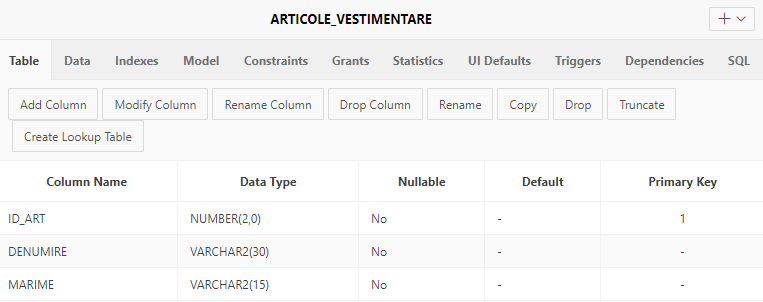 ARTICOLE_VESTIMENTARE
Table Data Indexes Model Constraints Grants Statistics UI Defaults Triggers Dependencies SQL
Add Column Modify Column Rename Column Drop Column Rename Copy Drop Truncate
Create Lookup Table
Column Name Data Type Nullable Default Primary Key
ID_ART NUMBER(2,0) No - 1
DENUMIRE VARCHAR2(30) No - -
MARIME VARCHAR2(15) No - -